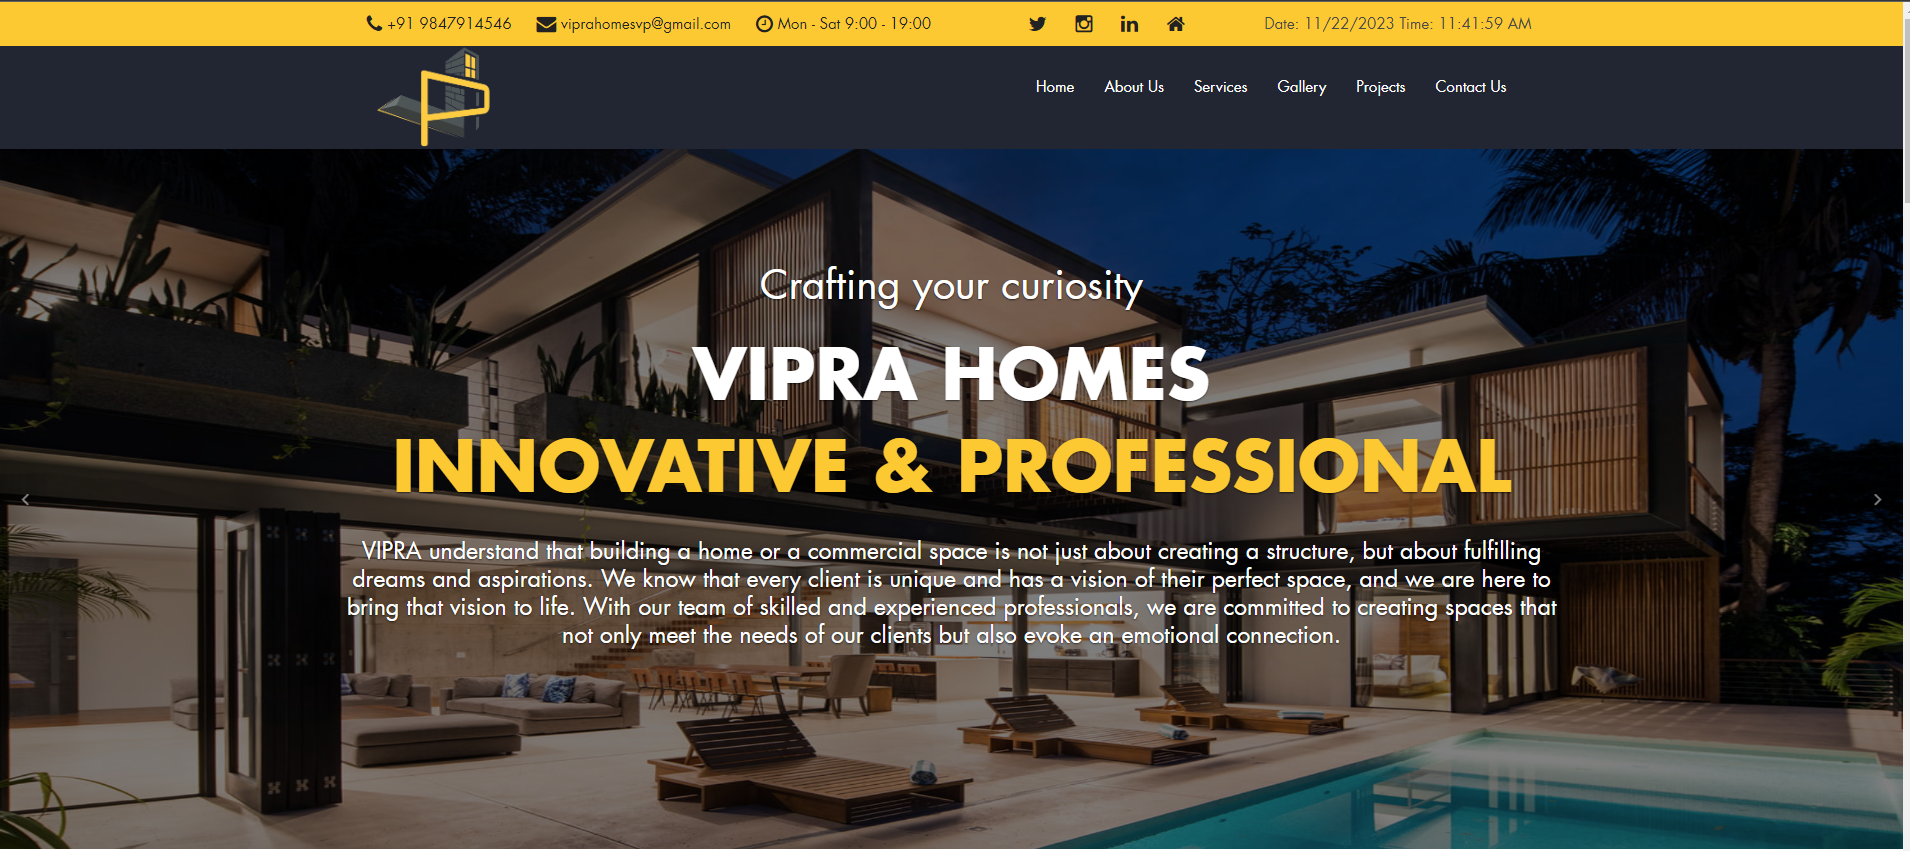 +91 9847914546 viprahomesvp@gmail.com Mon - Sat 9:00 - 19:00 Date: 11/22/2023 Time: 11:41:59 AM
Home About Us Services Gallery Projects Contact Us
Crafting your curiosity
VIPRA HOMES
INNOVATIVE & PROFESSIONAL
VIPRA understand that building a home or a commercial space is not just about creating a structure, but about fulfilling
dreams and aspirations. We know that every client is unique and has a vision of their perfect space, and we are here to
bring that vision to life. With our team of skilled and experienced professionals, we are committed to creating spaces that
not only meet the needs of our clients but also evoke an emotional connection.